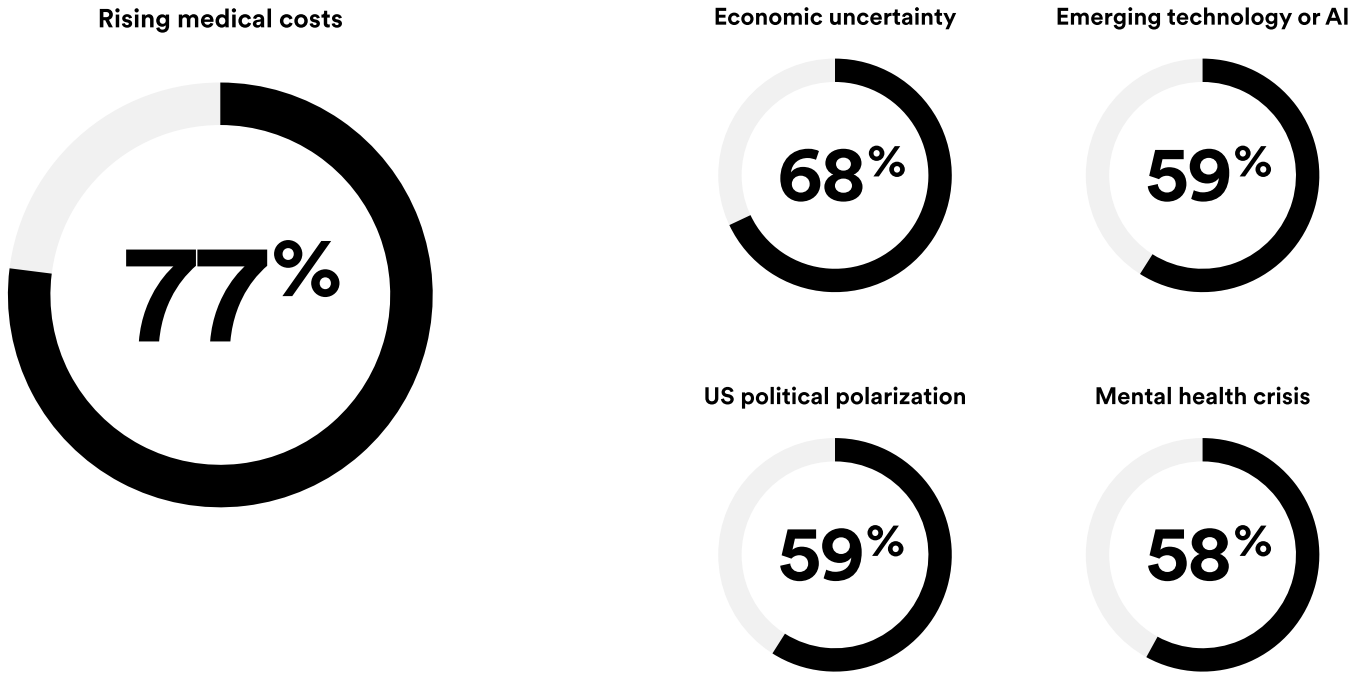 Rising medical costs
77%
Economic uncertainty
68%
Emerging technology or AI
59%
US political polarization
59%
Mental health crisis
58%